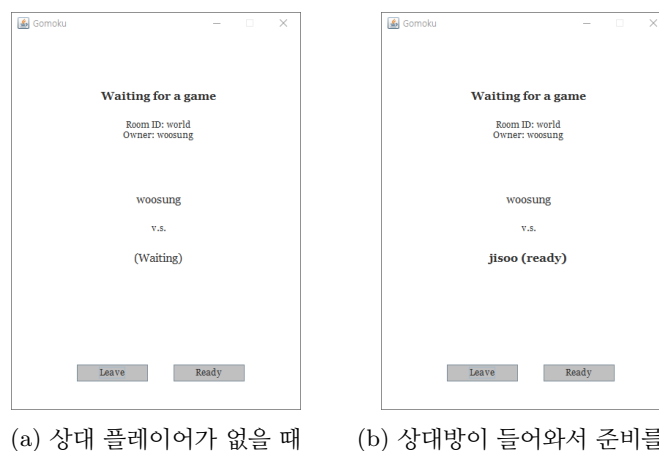 Gomoku
Waiting for a game
Room ID: world
Owner: woosung
woosung
v.s.
(Waiting)
Leave Ready
(a) 상대 플레이어가 없을 때
Gomoku
Waiting for a game
Room ID: world
Owner: woosung
woosung
v.s.
jisoo (ready)
Leave Ready
(b) 상대방이 들어와서 준비를